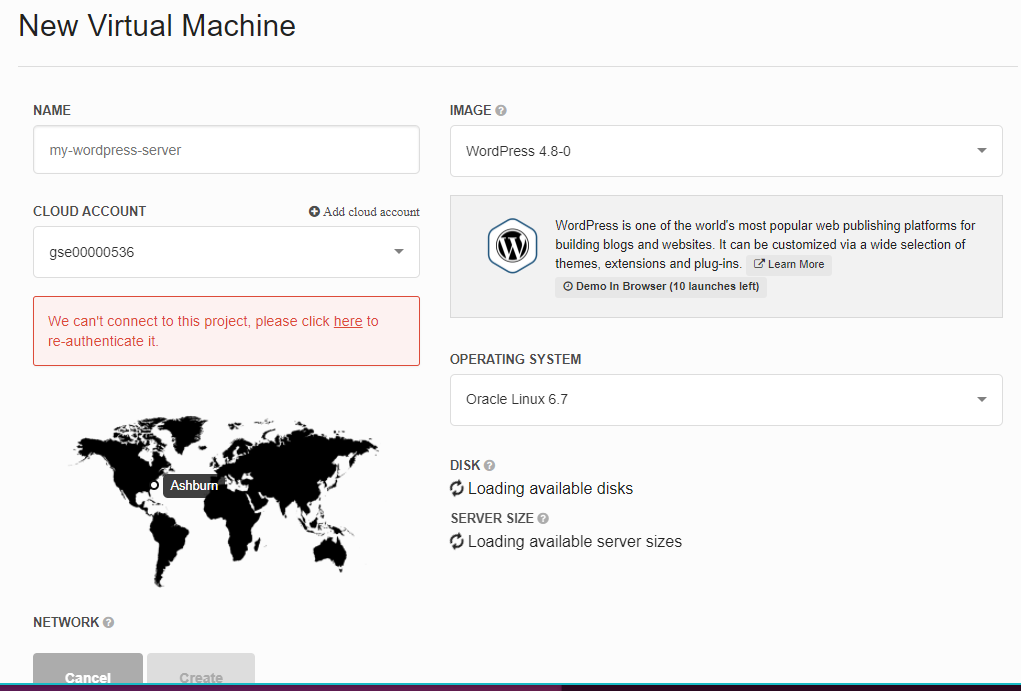 New Virtual Machine
NAME
my-wordpress-server
CLOUD ACCOUNT
Add cloud account
gse00000536
We can't connect to this project, please click here to
re-authenticate it.
Ashburn
NETWORK
Cancel
Create
IMAGE
WordPress 4.8-0
WordPress is one of the world's most popular web publishing platforms for
building blogs and websites. It can be customized via a wide selection of
themes, extensions and plug-ins. Learn More
Demo In Browser (10 launches left)
OPERATING SYSTEM
Oracle Linux 6.7
DISK
Loading available disks
SERVER SIZE
Loading available server sizes